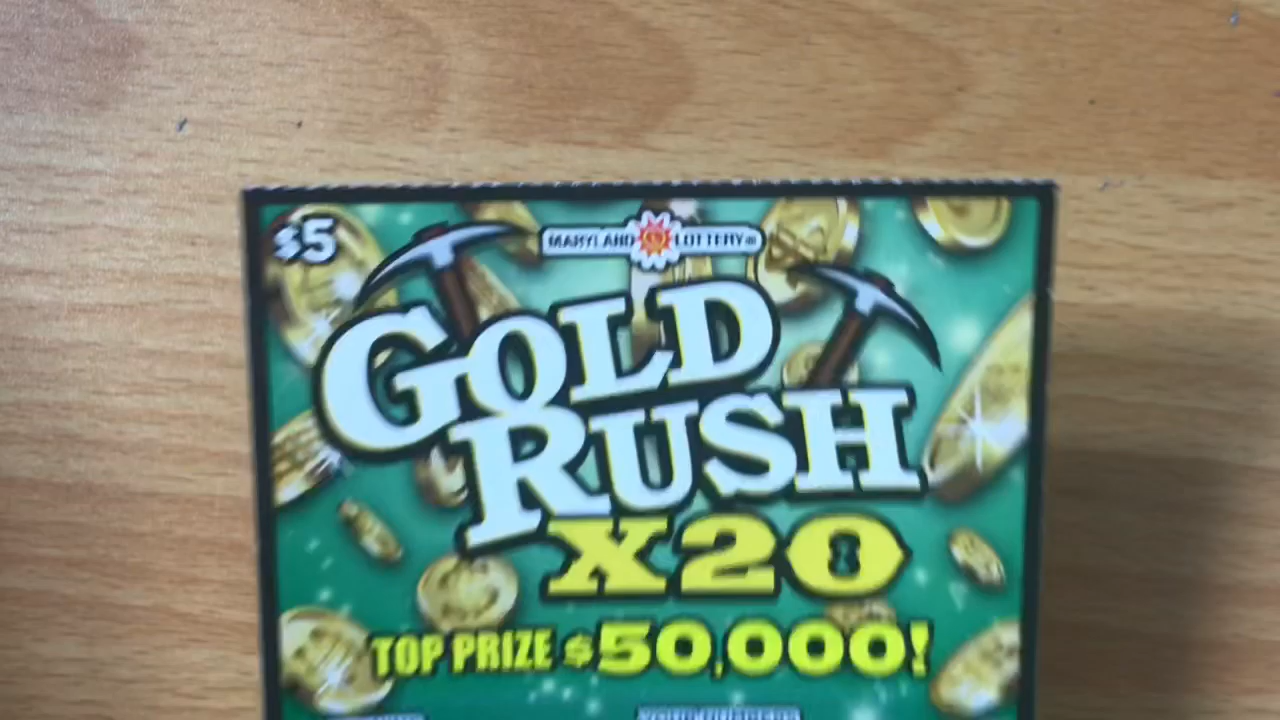 $5
MARYLAND LOTTERY®
GOLD
RUSH
X20
TOP PRIZE $50,000!